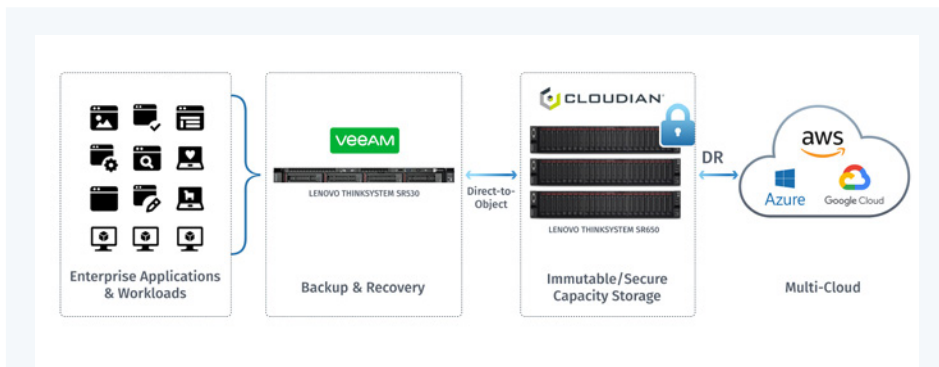 Enterprise Applications
& Workloads
veeAM
LENOVO THINKSYSTEM SR530
Backup & Recovery
Direct-to-
Object
CLOUDIAN
LENOVO THINKSYSTEM SR650
Immutable/Secure
Capacity Storage
DR
aws
Azure
Google Cloud
Multi-Cloud